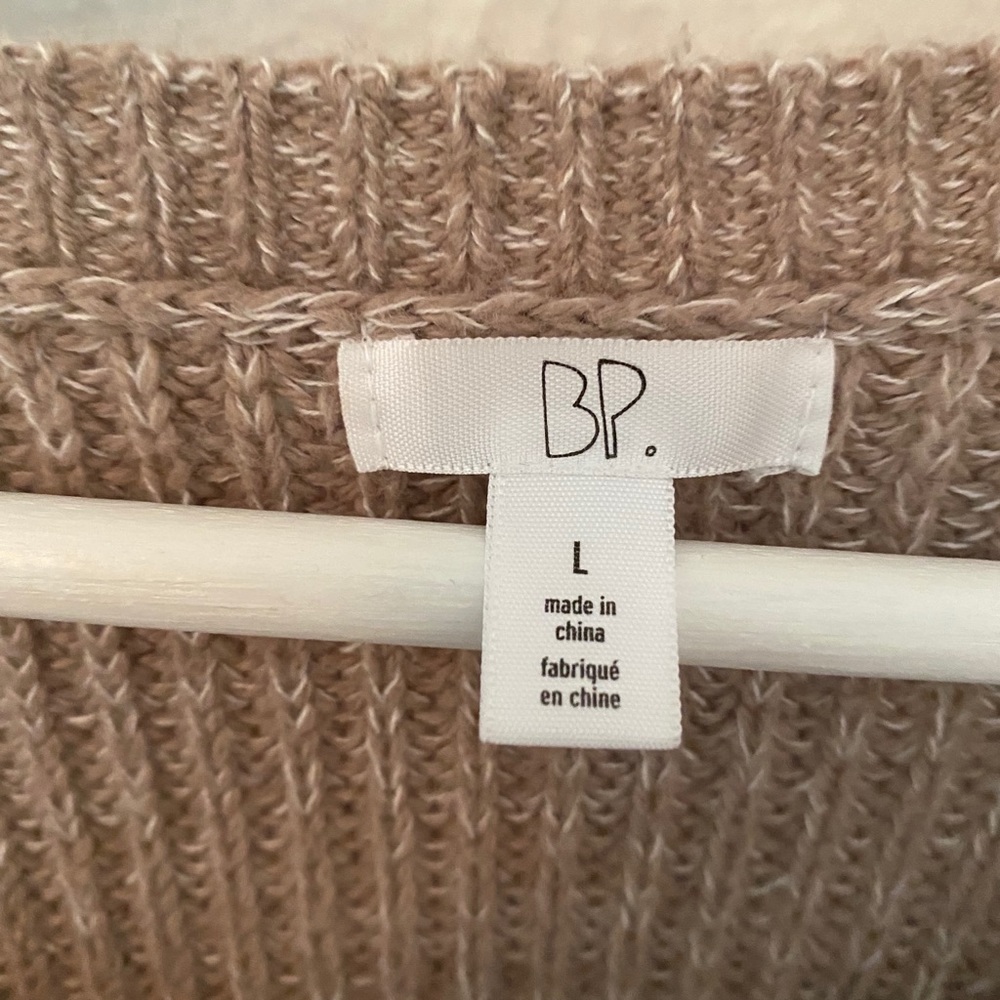 BP.
L
made in
china
fabriqué
en chine